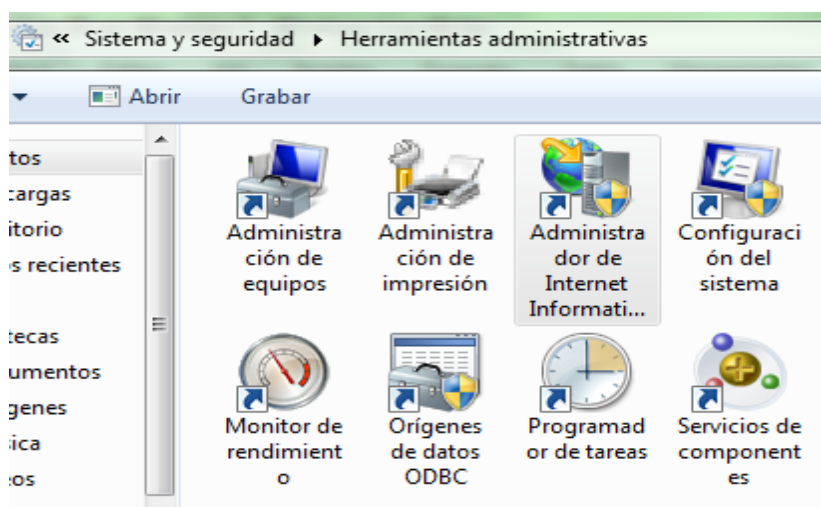 « Sistema y seguridad ▸ Herramientas administrativas
Abrir Grabar
tos
cargas
itorio
s recientes
tecas
umentos
genes
ica
eos
Administra
ción de
equipos
Administra
ción de
impresión
Administra
dor de
Internet
Informati...
Configuraci
ón del
sistema
Monitor de
rendimient
o
Orígenes
de datos
ODBC
Programad
or de tareas
Servicios de
component
es